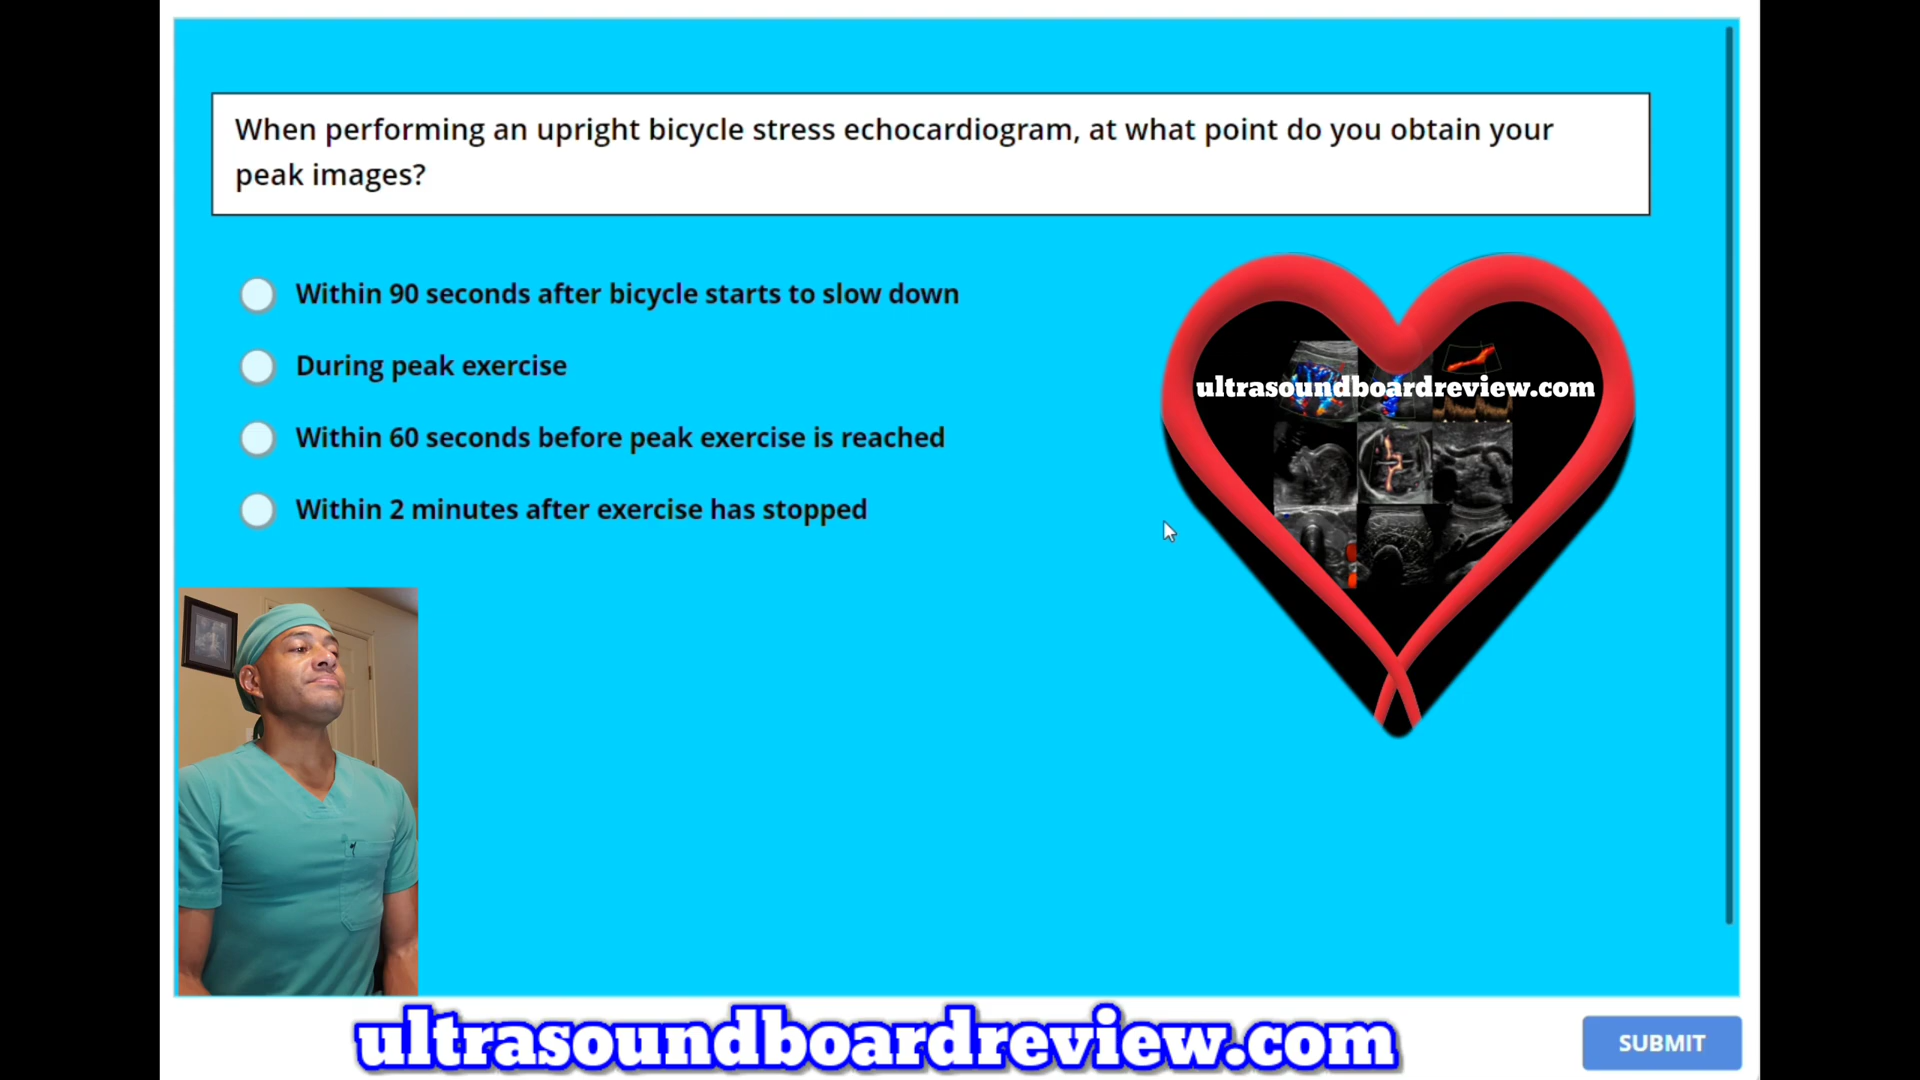 When performing an upright bicycle stress echocardiogram, at what point do you obtain your
peak images?
Within 90 seconds after bicycle starts to slow down
During peak exercise
Within 60 seconds before peak exercise is reached
Within 2 minutes after exercise has stopped
ultrasoundboardreview.com
ultrasoundboardreview.com
SUBMIT